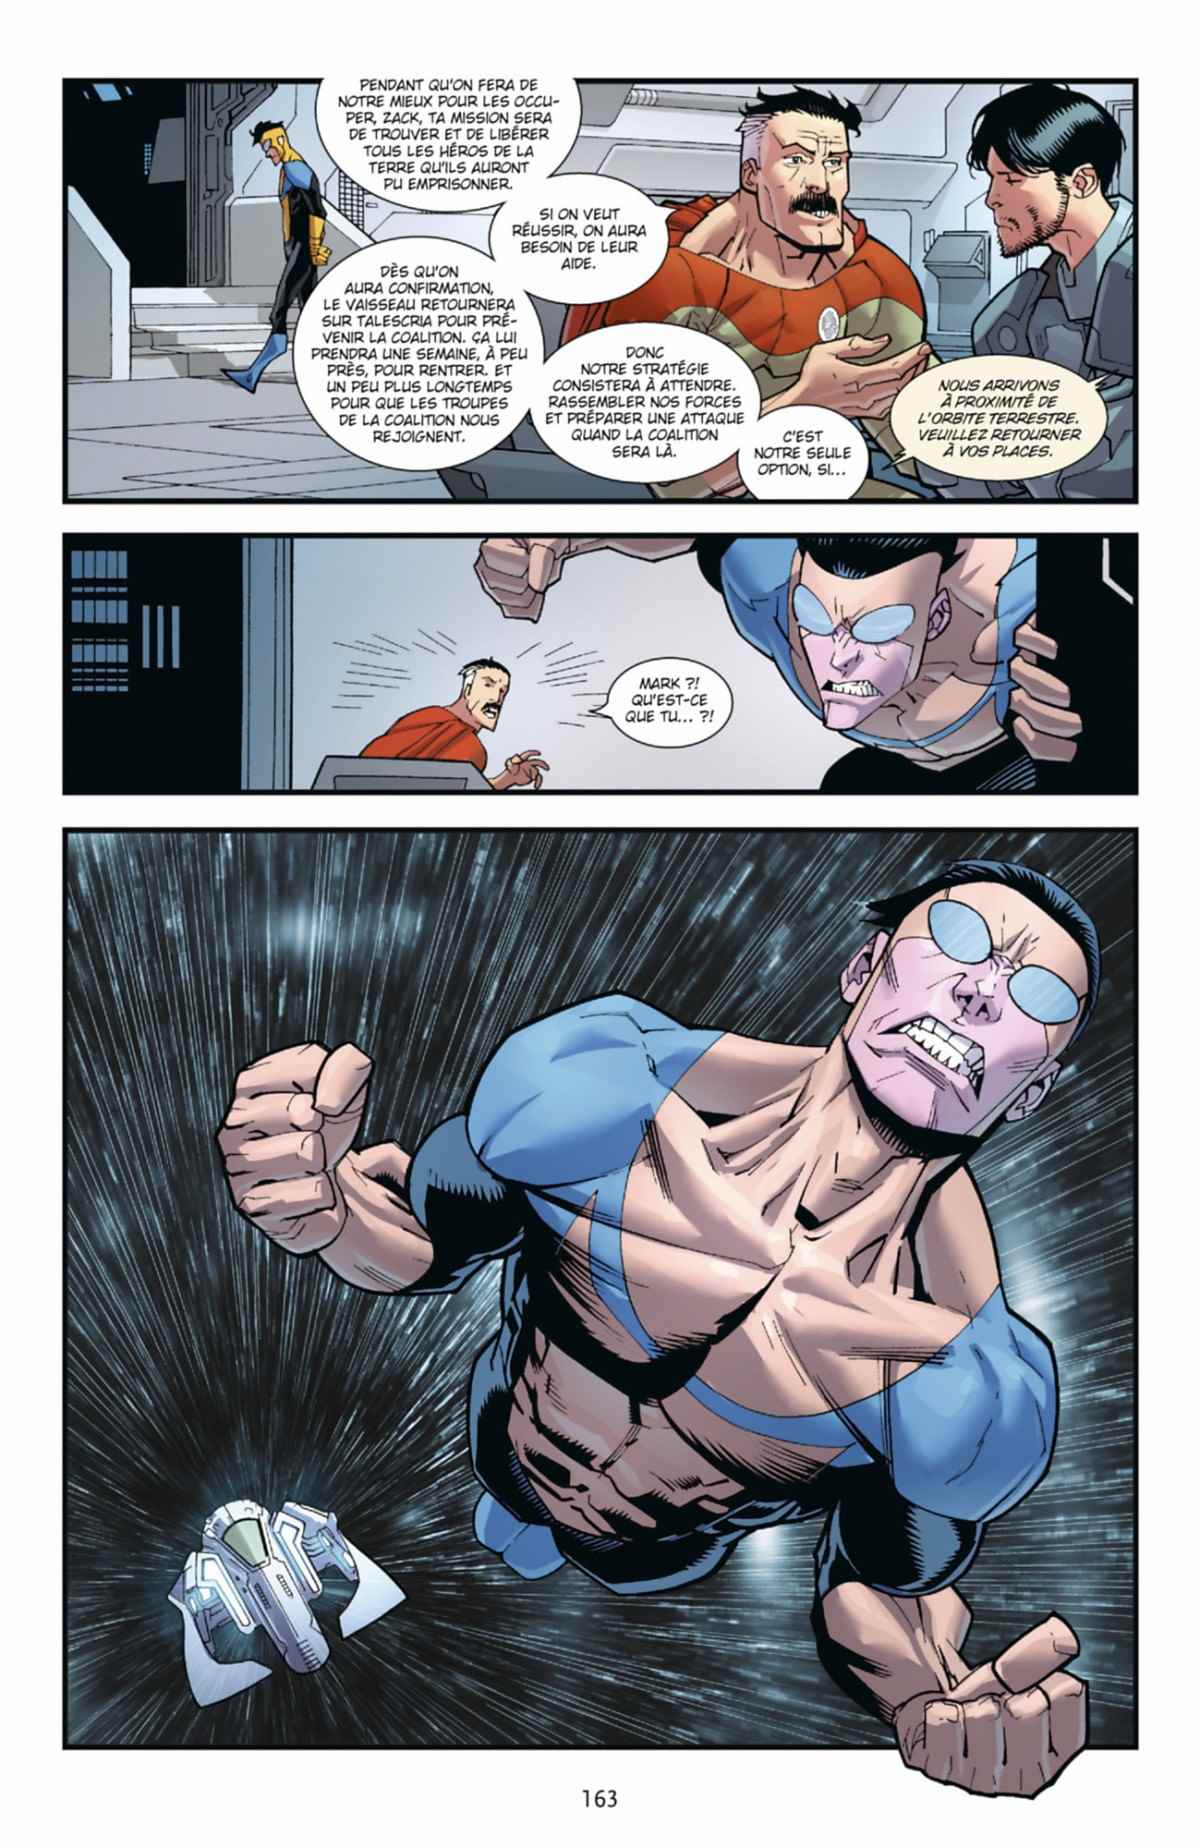 PENDANT QU'ON FERA DE
NOTRE MIEUX POUR LES OCCU-
PER, ZACK, TA MISSION SERA
DE TROUVER ET DE LIBÉRER
TOUS LES HÉROS DE LA
TERRE QU'ILS AURONT
PU EMPRISONNER.
SI ON VEUT
RÉUSSIR, ON AURA
BESOIN DE LEUR
AIDE.
DÈS QU'ON
AURA CONFIRMATION,
LE VAISSEAU RETOURNERA
SUR TALESCRIA POUR PRÉ-
VENIR LA COALITION. ÇA LUI
PRENDRA UNE SEMAINE, À PEU
PRÈS, POUR RENTRER. ET
UN PEU PLUS LONGTEMPS
POUR QUE LES TROUPES
DE LA COALITION NOUS
REJOIGNENT.
DONC
NOTRE STRATÉGIE
CONSISTERA À ATTENDRE.
RASSEMBLER NOS FORCES
ET PRÉPARER UNE ATTAQUE
QUAND LA COALITION
SERA LÀ.
C'EST
NOTRE SEULE
OPTION, SI...
NOUS ARRIVONS
À PROXIMITÉ DE
L'ORBITE TERRESTRE.
VEUILLEZ RETOURNER
À VOS PLACES.
MARK ?!
QU'EST-CE
QUE TU... ?!
163